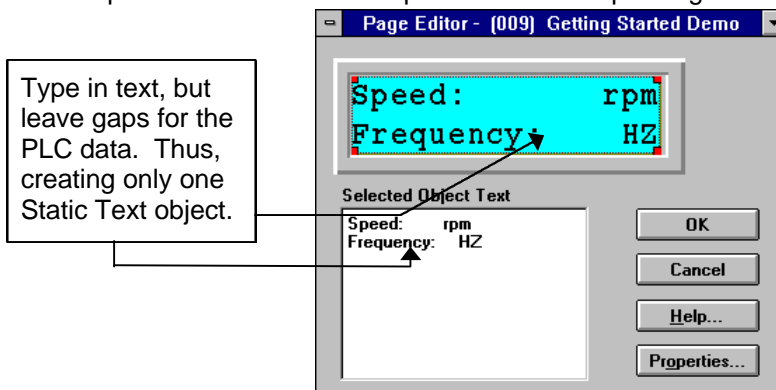 Page Editor - (009) Getting Started Demo
Type in text, but
leave gaps for the
PLC data. Thus,
creating only one
Static Text object.
Speed: rpm
Frequency: HZ
Selected Object Text
Speed: rpm
Frequency: HZ
OK
Cancel
Help...
Properties...